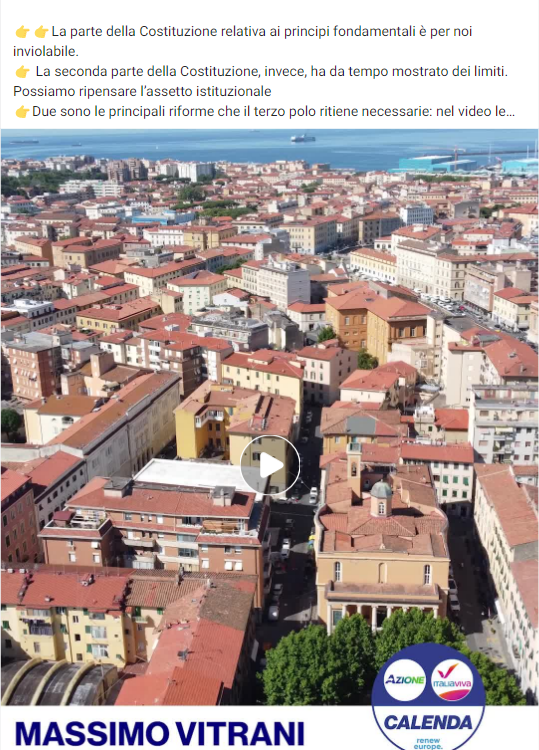 👉 👉La parte della Costituzione relativa ai principi fondamentali è per noi
inviolabile.
👉 La seconda parte della Costituzione, invece, ha da tempo mostrato dei limiti.
Possiamo ripensare l'assetto istituzionale
👉Due sono le principali riforme che il terzo polo ritiene necessarie: nel video le...
AZIONE
ITALIAVIVA
CALENDA
MASSIMO VITRANI
renew
europe.